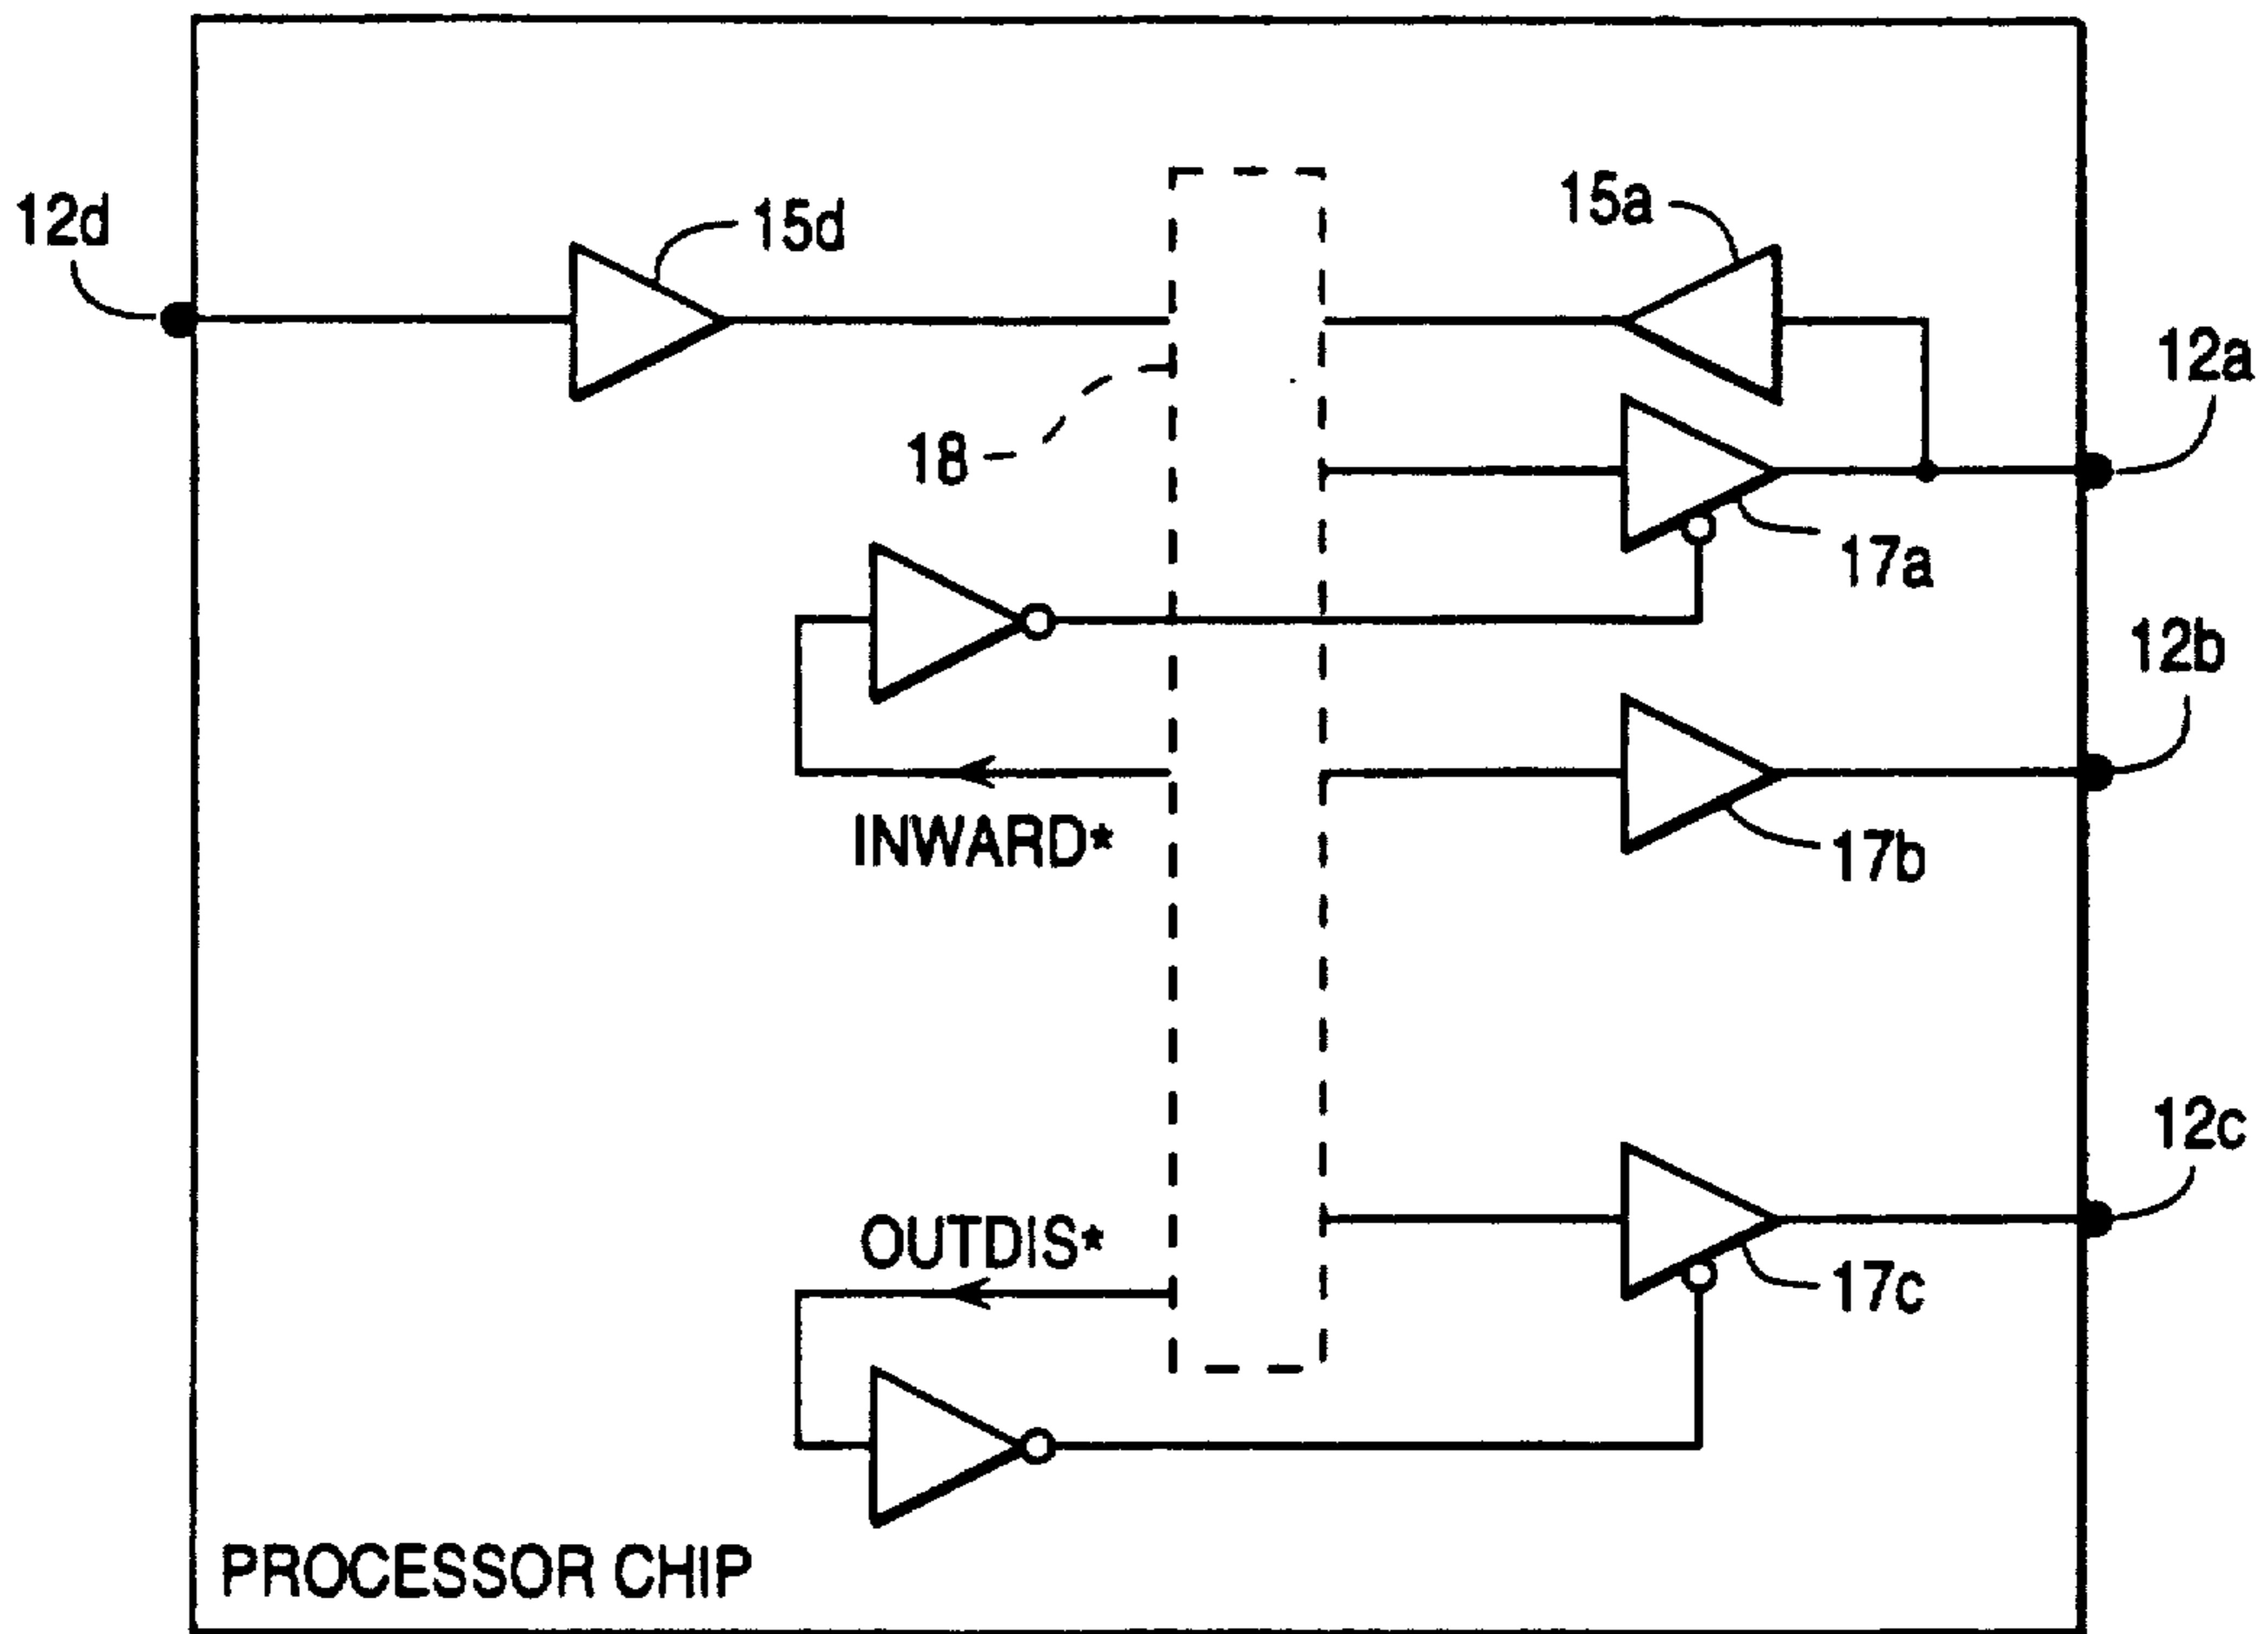 12d
15d
15a
12a
18
17a
12b
INWARD*
17b
12c
OUTDIS*
17c
PROCESSOR CHIP